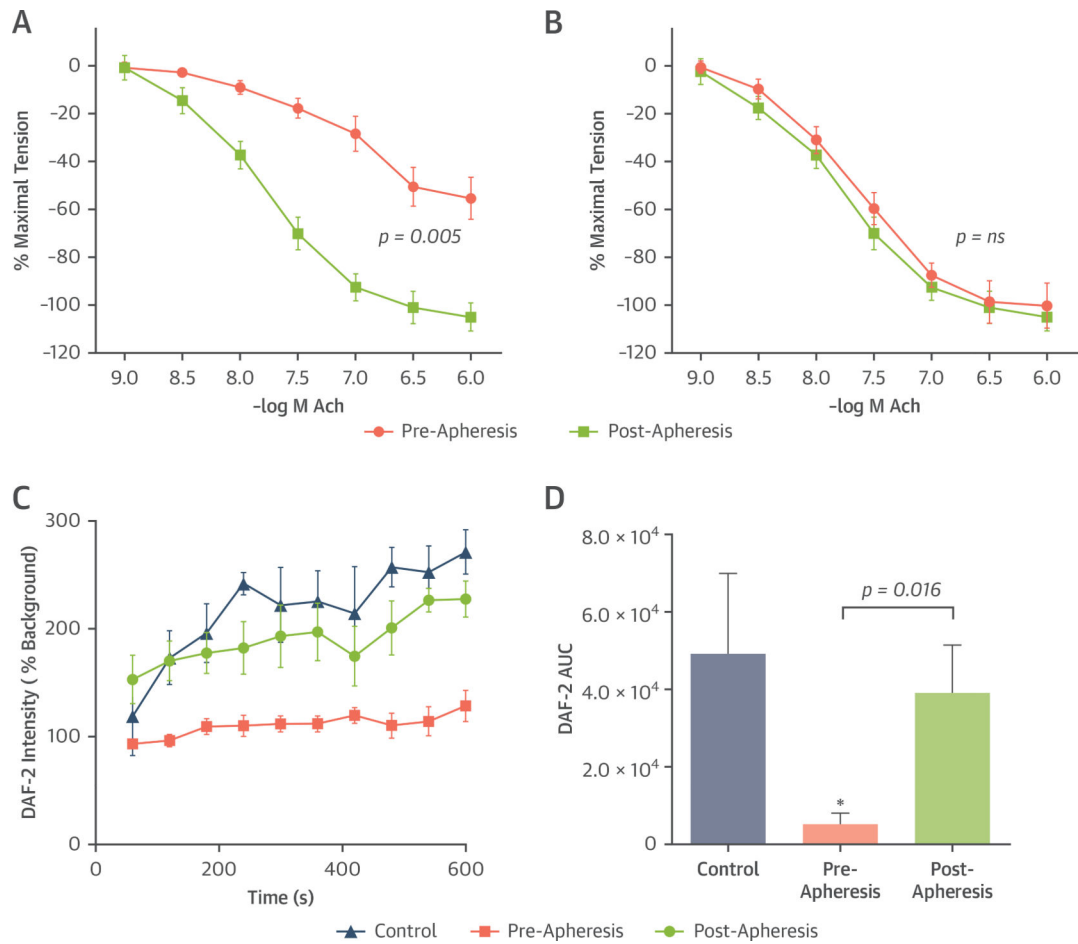 A
% Maximal Tension
0
-20
-40
-60
-80
-100
-120
p = 0.005
9.0 8.5 8.0 7.5 7.0 6.5 6.0
-log M Ach
B
% Maximal Tension
0
-20
-40
-60
-80
-100
-120
p = ns
9.0 8.5 8.0 7.5 7.0 6.5 6.0
-log M Ach
Pre-Apheresis Post-Apheresis
C
DAF-2 Intensity ( % Background)
300
200
100
0
0 200 400 600
Time (s)
D
DAF-2 AUC
8.0 × 10⁴
6.0 × 10⁴
4.0 × 10⁴
2.0 × 10⁴
0
p = 0.016
*
Control
Pre-
Apheresis
Post-
Apheresis
Control Pre-Apheresis Post-Apheresis